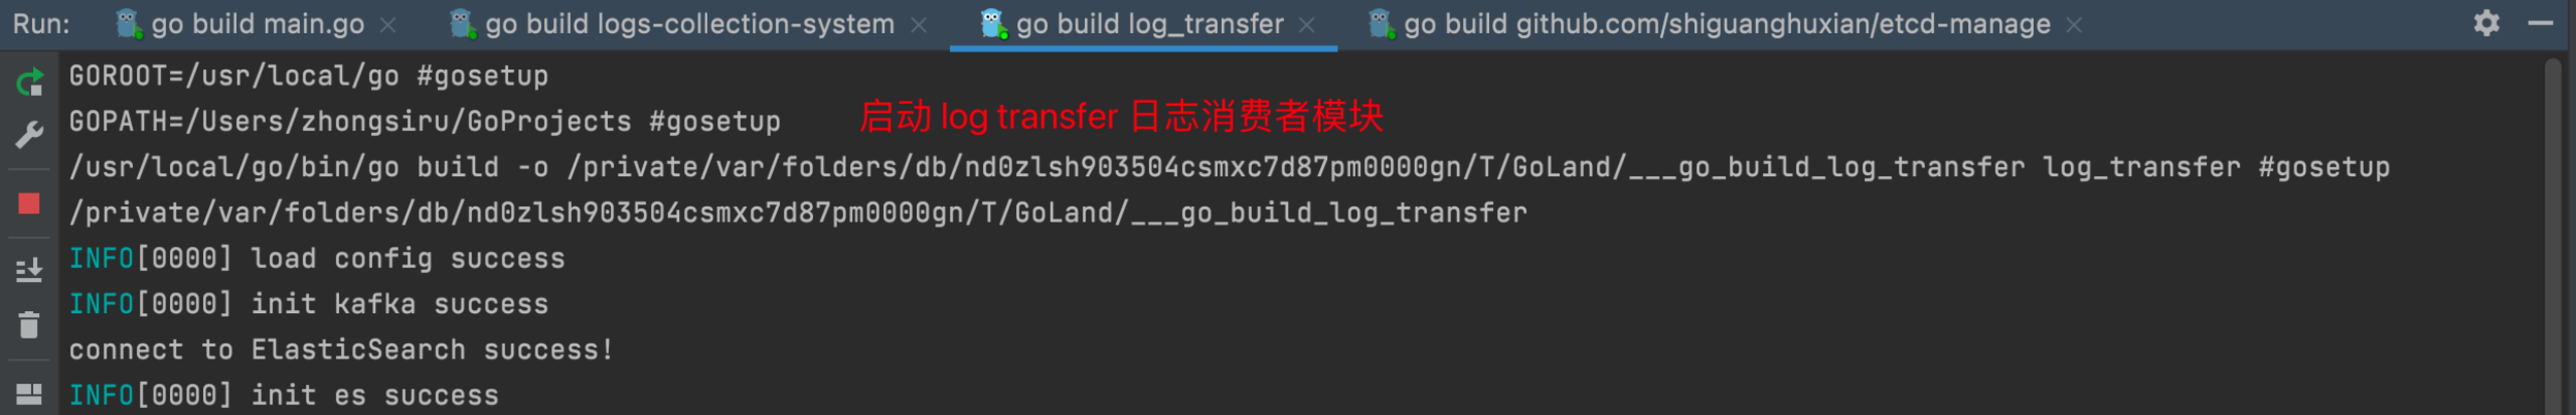 Run: go build main.go go build logs-collection-system go build log_transfer go build github.com/shiguanghuxian/etcd-manage
GOROOT=/usr/local/go #gosetup
GOPATH=/Users/zhongsiru/GoProjects #gosetup
启动 log transfer 日志消费者模块
/usr/local/go/bin/go build -o /private/var/folders/db/nd0zlsh903504csmxc7d87pm0000gn/T/GoLand/___go_build_log_transfer log_transfer #gosetup
/private/var/folders/db/nd0zlsh903504csmxc7d87pm0000gn/T/GoLand/___go_build_log_transfer
INFO[0000] load config success
INFO[0000] init kafka success
connect to ElasticSearch success!
INFO[0000] init es success